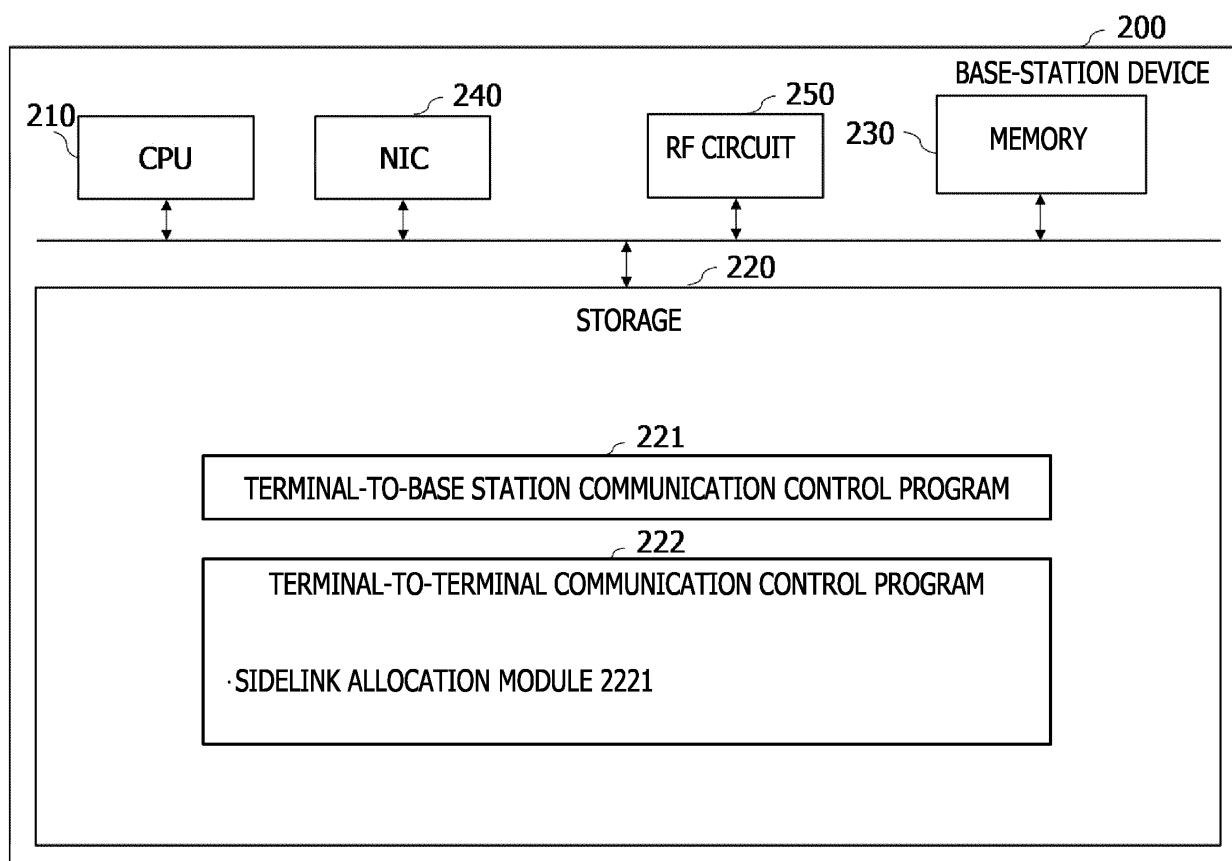 200
BASE-STATION DEVICE
210
CPU
240
NIC
250
RF CIRCUIT
230
MEMORY
220
STORAGE
221
TERMINAL-TO-BASE STATION COMMUNICATION CONTROL PROGRAM
222
TERMINAL-TO-TERMINAL COMMUNICATION CONTROL PROGRAM
·SIDELINK ALLOCATION MODULE 2221